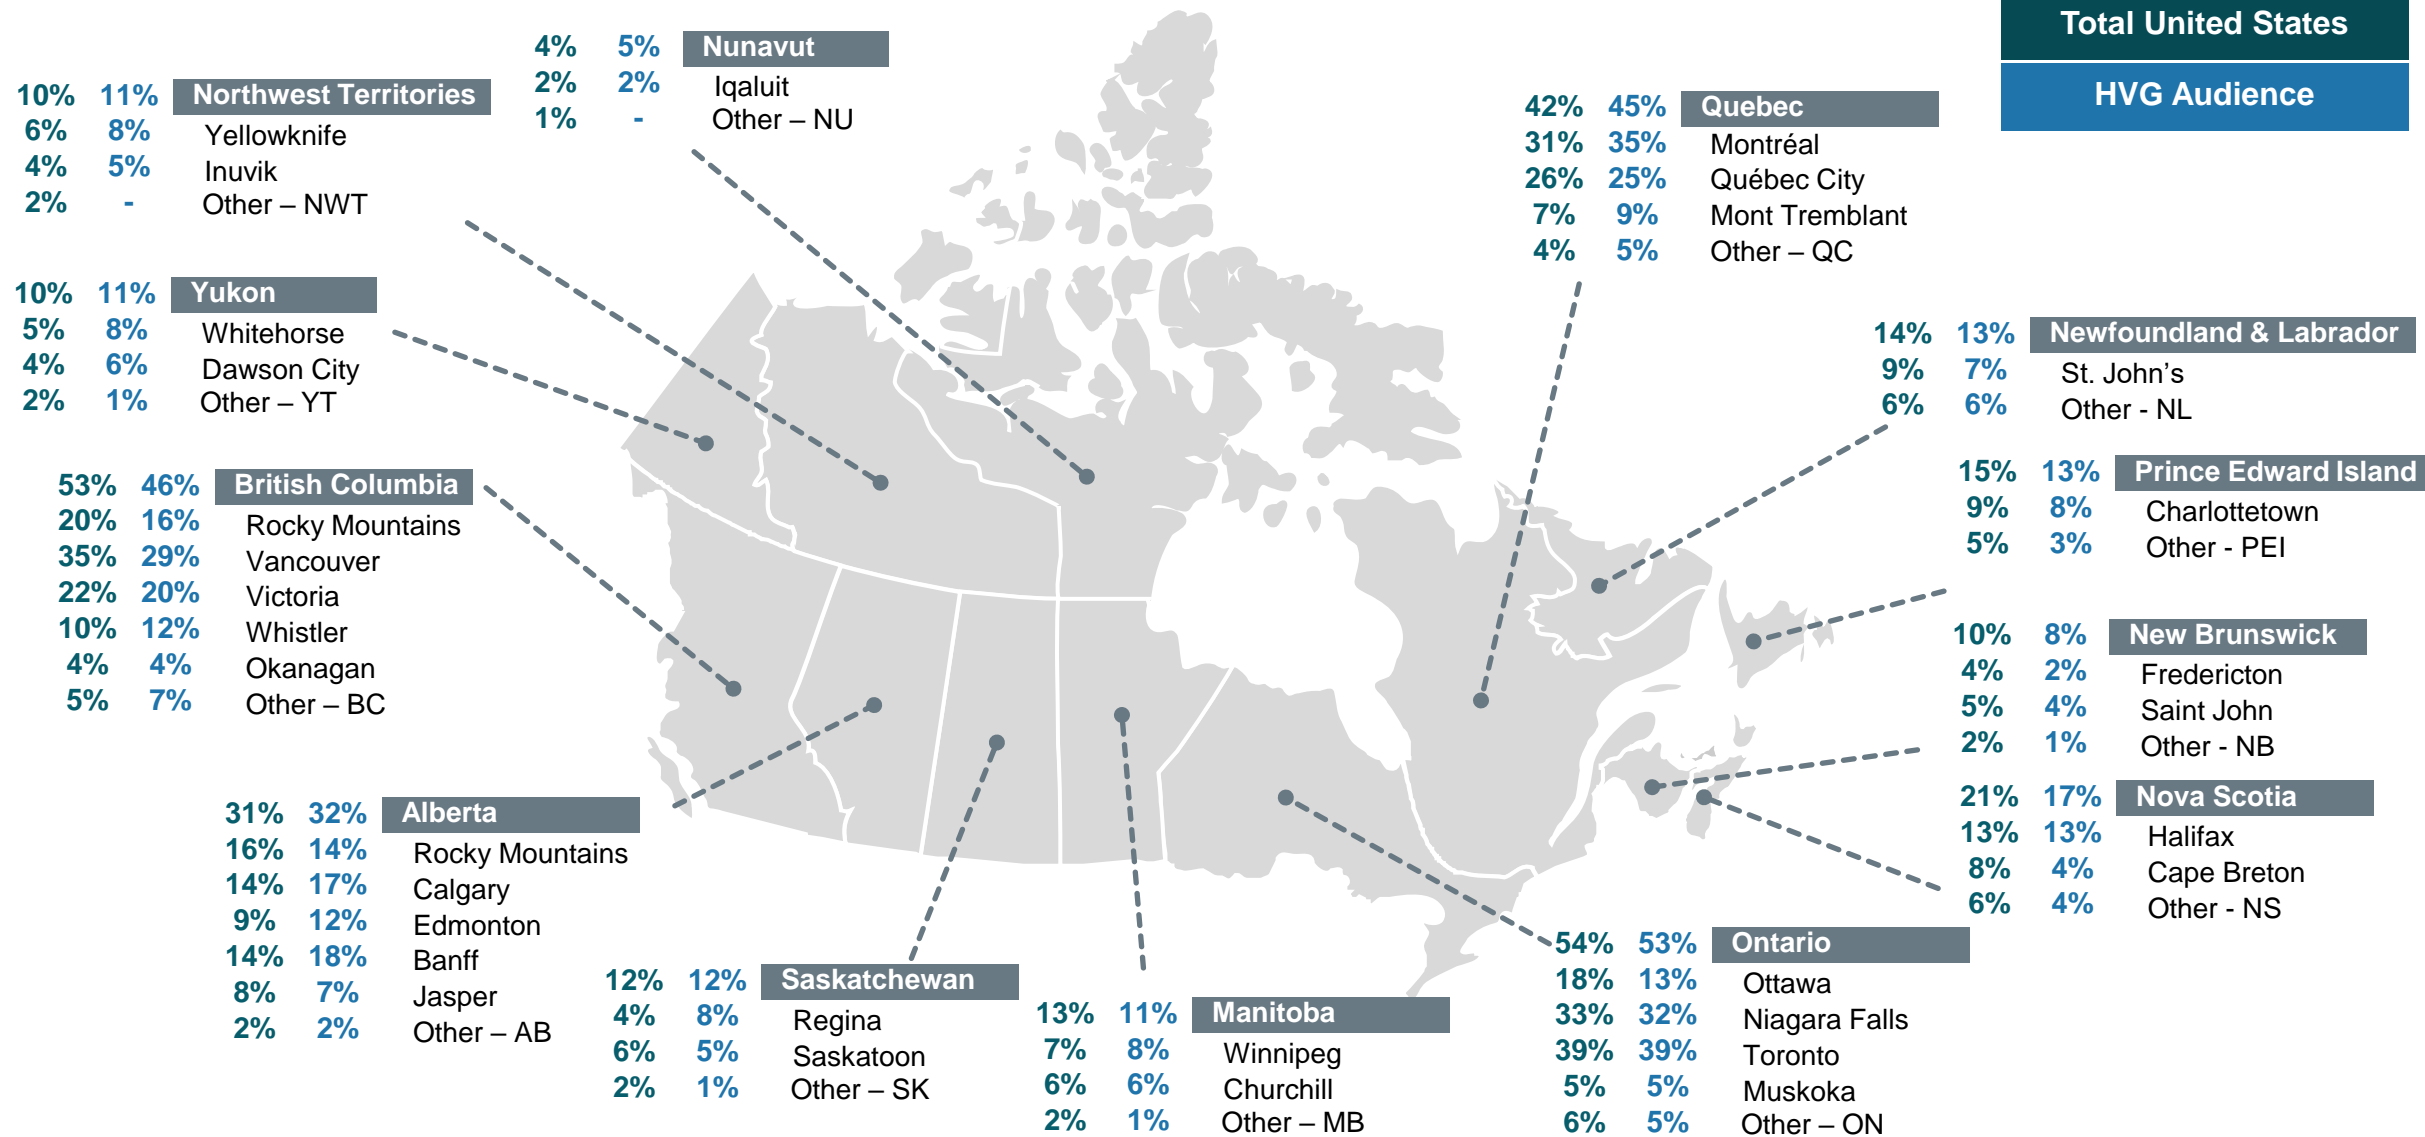 Total United States
HVG Audience
4% 5% Nunavut
2% 2% Iqaluit
1% - Other – NU
10% 11% Northwest Territories
6% 8% Yellowknife
4% 5% Inuvik
2% - Other – NWT
42% 45% Quebec
31% 35% Montréal
26% 25% Québec City
7% 9% Mont Tremblant
4% 5% Other – QC
10% 11% Yukon
5% 8% Whitehorse
4% 6% Dawson City
2% 1% Other – YT
14% 13% Newfoundland & Labrador
9% 7% St. John’s
6% 6% Other - NL
53% 46% British Columbia
20% 16% Rocky Mountains
35% 29% Vancouver
22% 20% Victoria
10% 12% Whistler
4% 4% Okanagan
5% 7% Other – BC
15% 13% Prince Edward Island
9% 8% Charlottetown
5% 3% Other - PEI
10% 8% New Brunswick
4% 2% Fredericton
5% 4% Saint John
2% 1% Other - NB
31% 32% Alberta
16% 14% Rocky Mountains
14% 17% Calgary
9% 12% Edmonton
14% 18% Banff
8% 7% Jasper
2% 2% Other – AB
21% 17% Nova Scotia
13% 13% Halifax
8% 4% Cape Breton
6% 4% Other - NS
12% 12% Saskatchewan
4% 8% Regina
6% 5% Saskatoon
2% 1% Other – SK
13% 11% Manitoba
7% 8% Winnipeg
6% 6% Churchill
2% 1% Other – MB
54% 53% Ontario
18% 13% Ottawa
33% 32% Niagara Falls
39% 39% Toronto
5% 5% Muskoka
6% 5% Other – ON